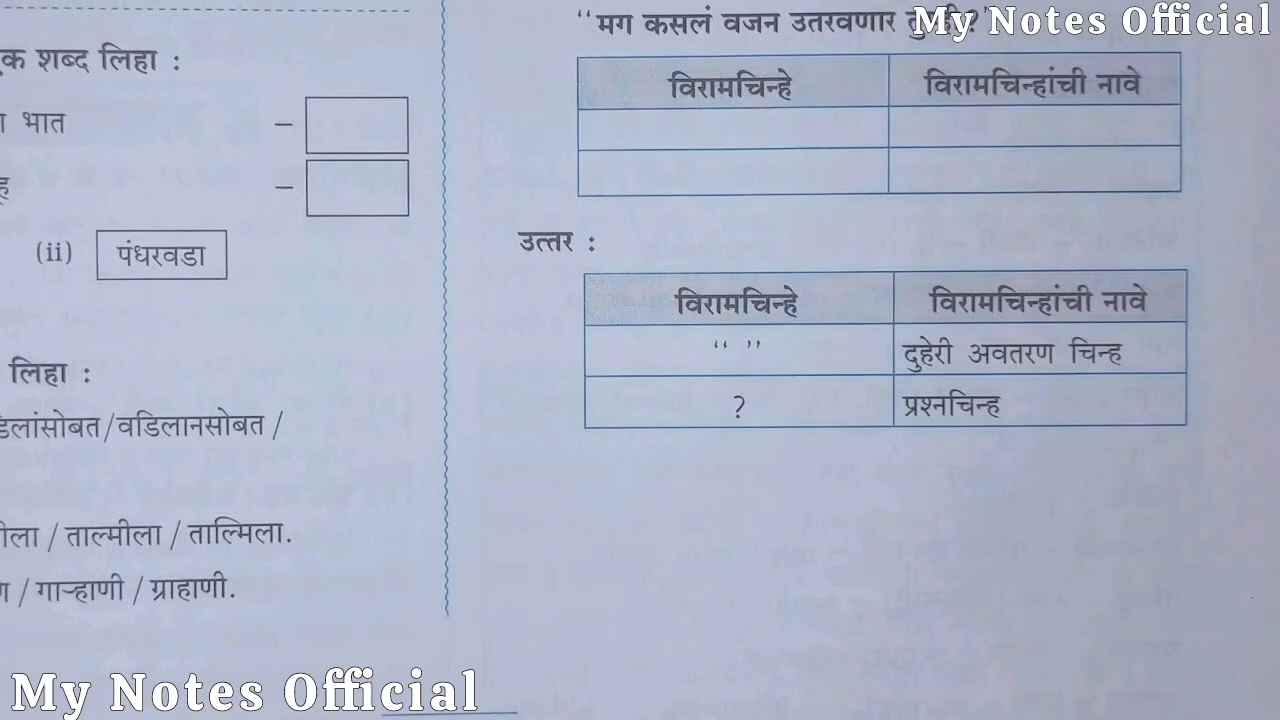 क शब्द लिहा :
भात –
–
(ii) पंधरवडा
लिहा :
डिलांसोबत/वडिलानसोबत /
ीला / ताल्मीला / ताल्मिला.
/ गाऱ्हाणी / ग्राहाणी.
“मग कसलं वजन उतरवणार
My Notes Official
विरामचिन्हे विरामचिन्हांची नावे
उत्तर :
विरामचिन्हे विरामचिन्हांची नावे
“ ” दुहेरी अवतरण चिन्ह
? प्रश्नचिन्ह
My Notes Official